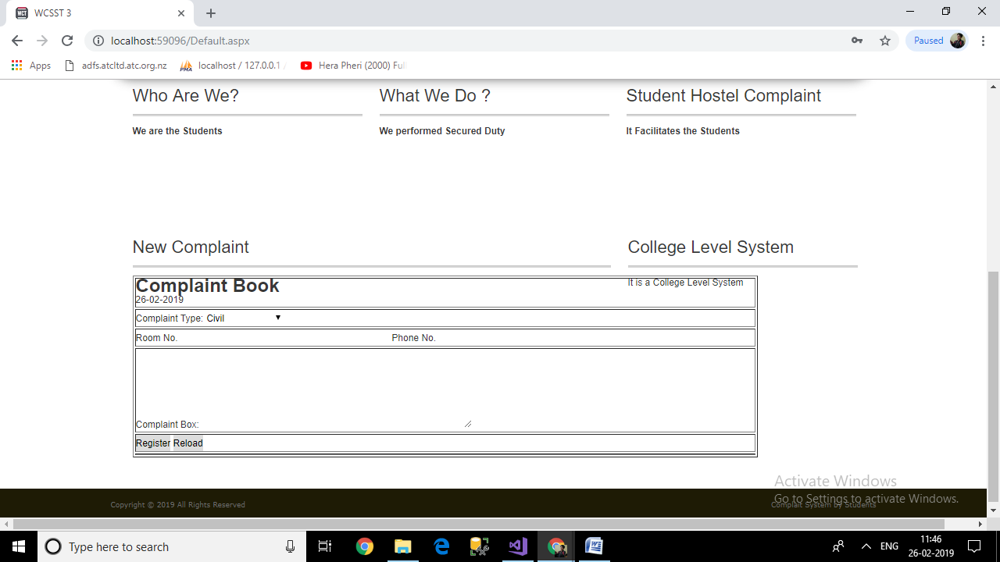 WCSST 3
localhost:59096/Default.aspx
Paused
Apps
adfs.atcltd.atc.org.nz
localhost / 127.0.0.1 /
Hera Pheri (2000) Full
Who Are We?
What We Do ?
Student Hostel Complaint
We are the Students
We performed Secured Duty
It Facilitates the Students
New Complaint
College Level System
Complaint Book
It is a College Level System
26-02-2019
Complaint Type: Civil
Room No.
Phone No.
Complaint Box:
Register Reload
Activate Windows
Go to Settings to activate Windows.
Copyright © 2019 All Rights Reserved
Complait System by Students
Type here to search
ENG
11:46
26-02-2019